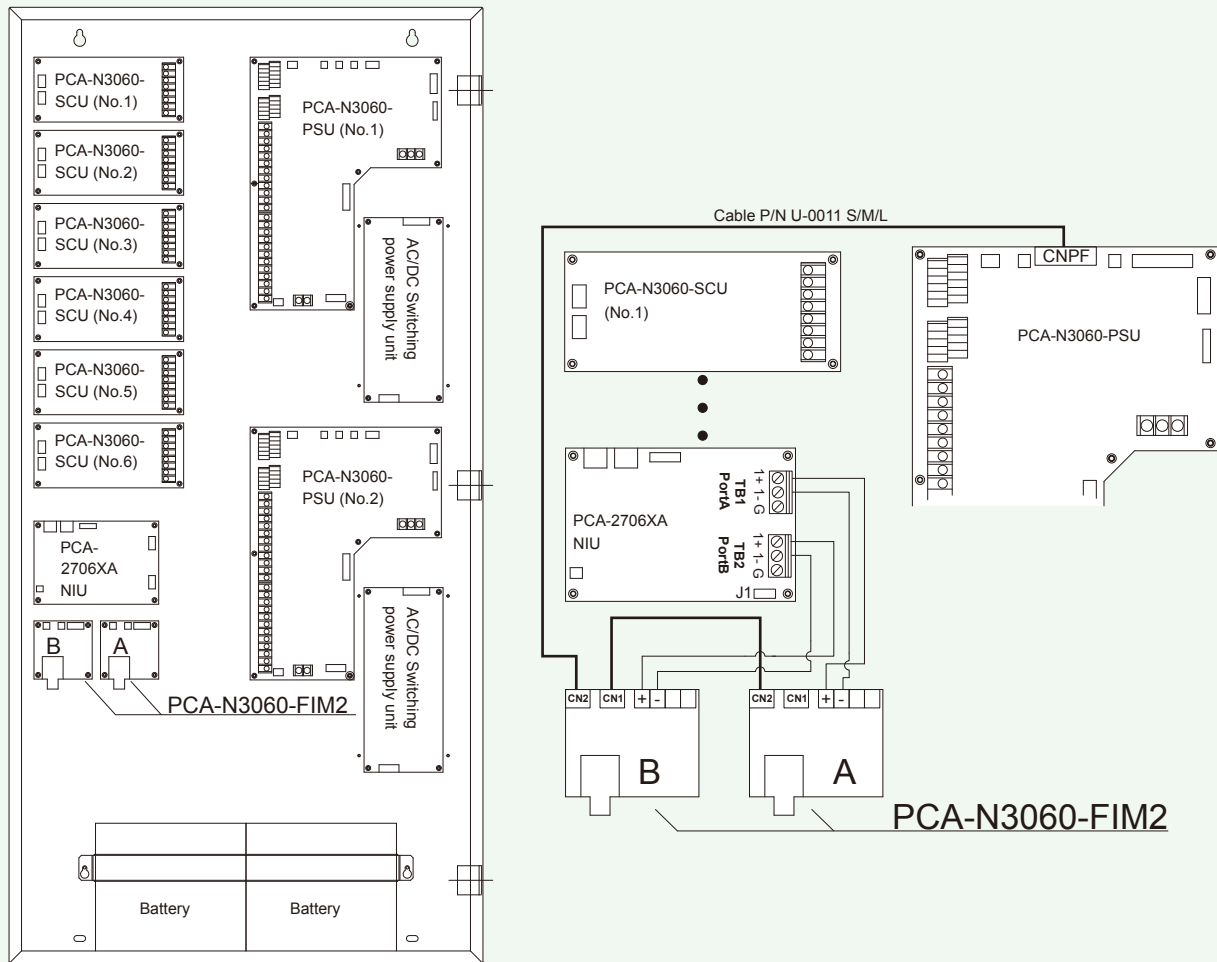 PCA-N3060-
SCU (No.1)
PCA-N3060-
SCU (No.2)
PCA-N3060-
SCU (No.3)
PCA-N3060-
SCU (No.4)
PCA-N3060-
SCU (No.5)
PCA-N3060-
SCU (No.6)
PCA-
2706XA
NIU
B
A
PCA-N3060-FIM2
PCA-N3060-
PSU (No.1)
AC/DC Switching
power supply unit
PCA-N3060-
PSU (No.2)
AC/DC Switching
power supply unit
Battery
Battery
Cable P/N U-0011 S/M/L
PCA-N3060-SCU
(No.1)
CNPF
PCA-N3060-PSU
PCA-2706XA
NIU
TB1
PortA
1+ 1- G
TB2
PortB
1+ 1- G
J1
CN2
CN1
+
-
B
CN2
CN1
+
-
A
PCA-N3060-FIM2